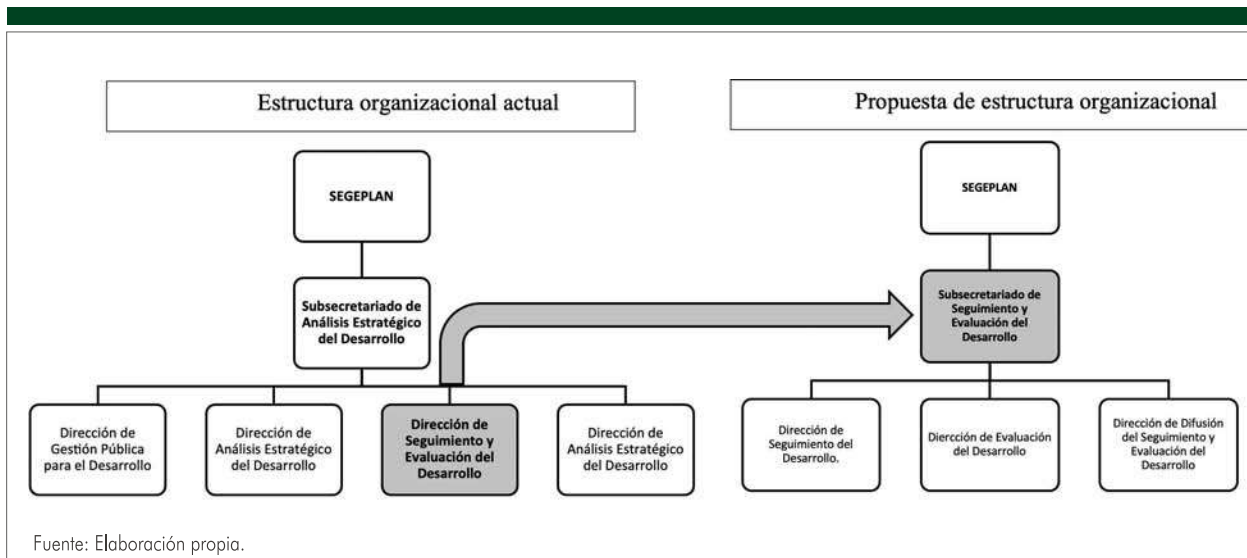 Estructura organizacional actual
SEGEPLAN
Subsecretariado de
Análisis Estratégico
del Desarrollo
Dirección de
Gestión Pública
para el Desarrollo
Dirección de
Análisis Estratégico
del Desarrollo
Dirección de
Seguimiento y
Evaluación del
Desarrollo
Dirección de
Análisis Estratégico
del Desarrollo
Propuesta de estructura organizacional
SEGEPLAN
Subsecretariado de
Seguimiento y
Evaluación del
Desarrollo
Dirección de
Seguimiento del
Desarrollo.
Diercción de Evaluación
del Desarrollo
Dirección de Difusión
del Seguimiento y
Evaluación del
Desarrollo
Fuente: Elaboración propia.